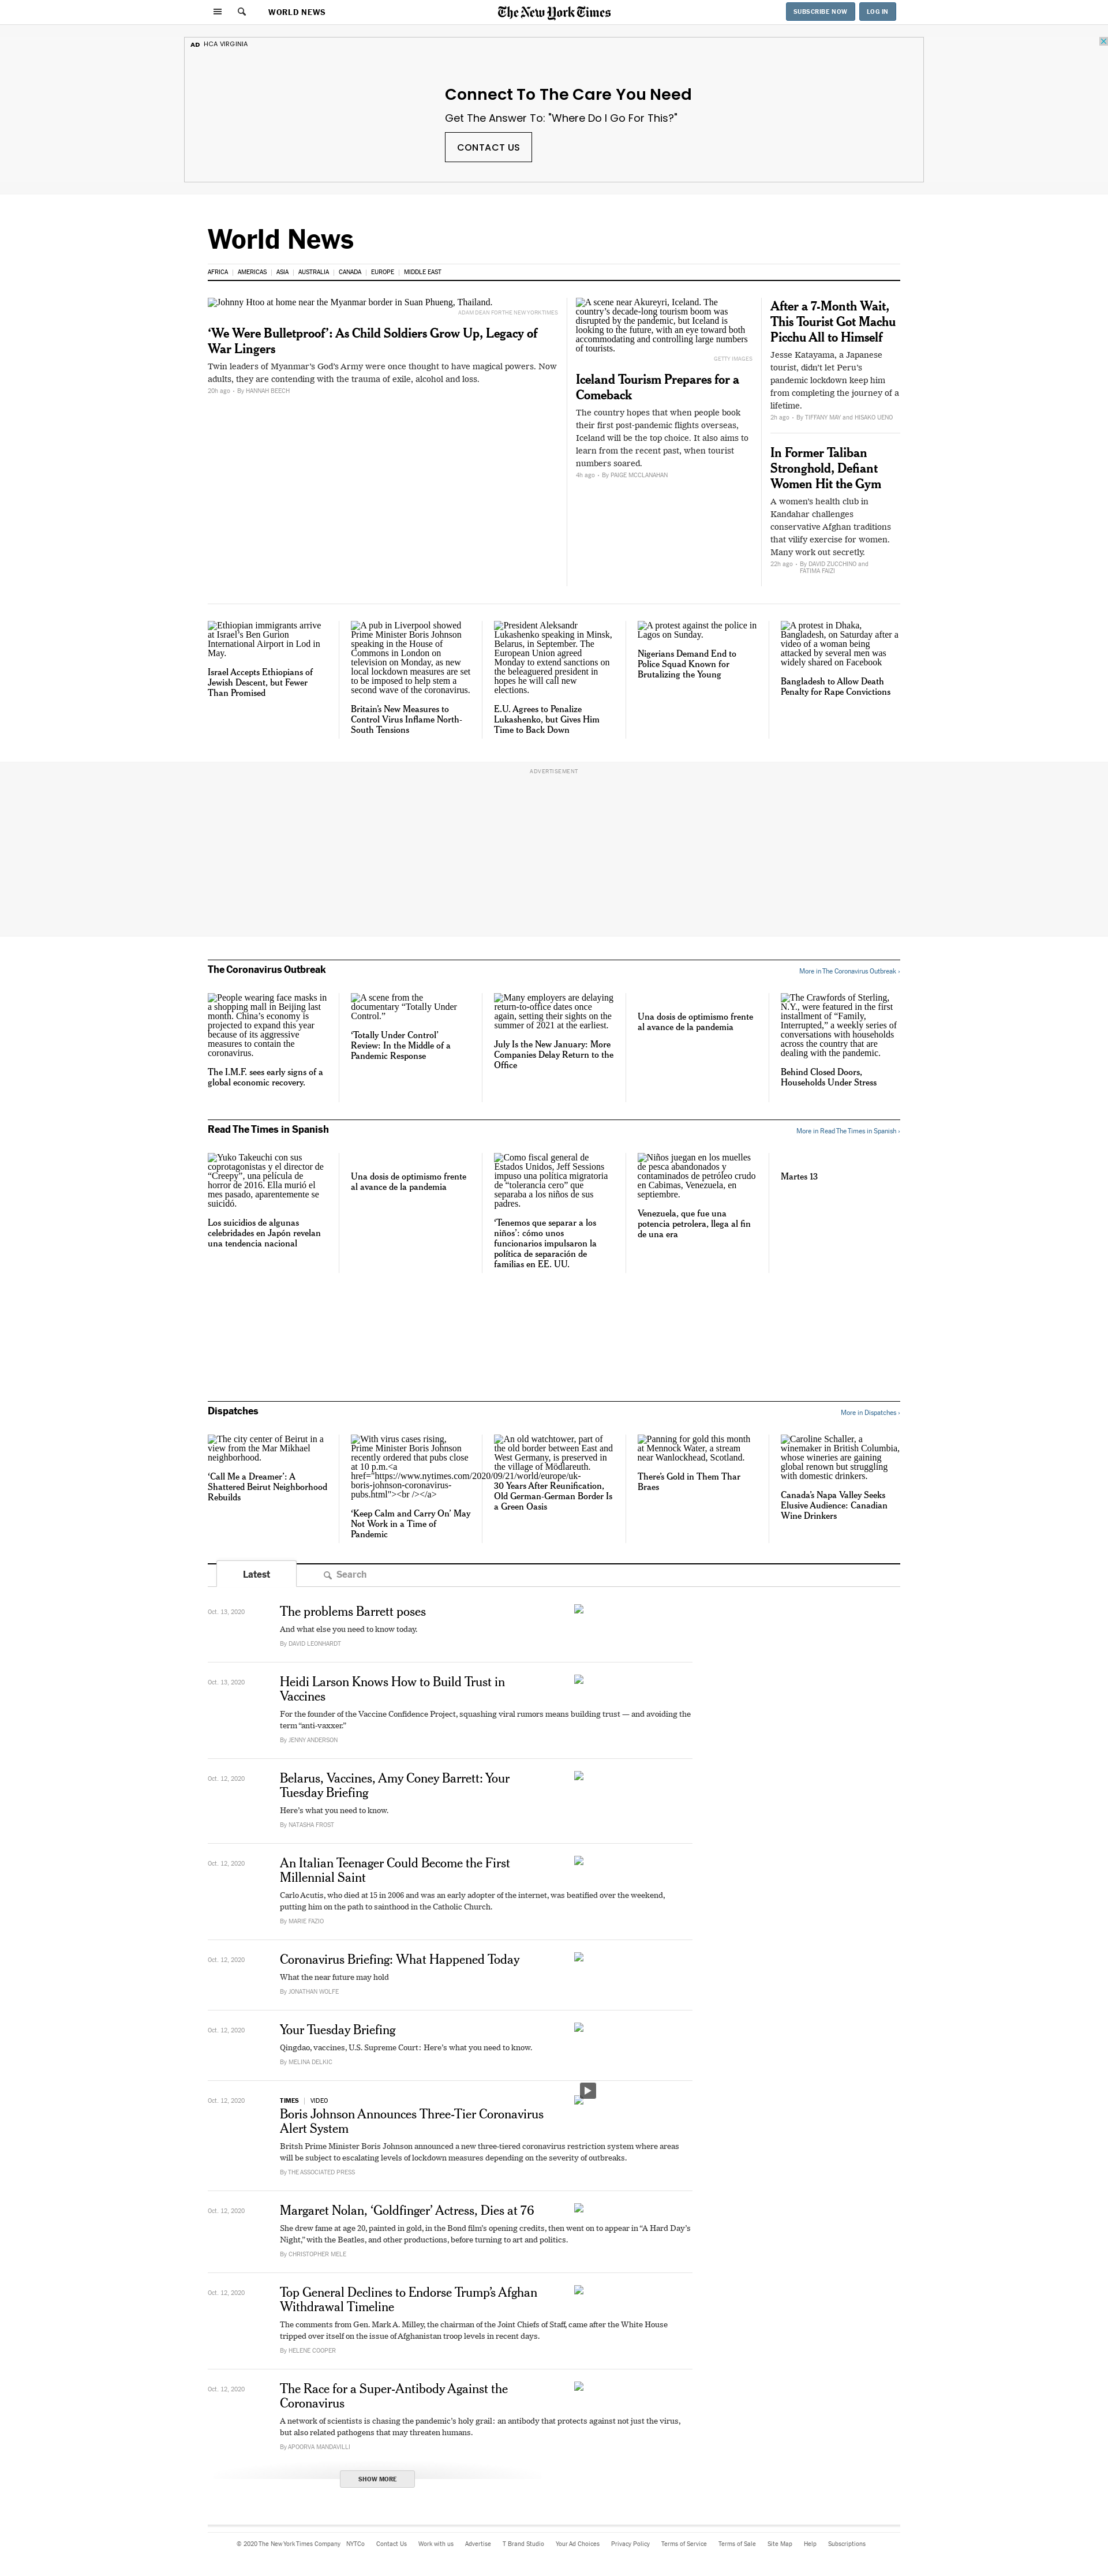 WORLD NEWS
The New York Times
SUBSCRIBE NOW
LOG IN
AD HCA VIRGINIA
Connect To The Care You Need
Get The Answer To: "Where Do I Go For This?"
CONTACT US
World News
AFRICA
AMERICAS
ASIA
AUSTRALIA
CANADA
EUROPE
MIDDLE EAST
Johnny Htoo at home near the Myanmar border in Suan Phueng, Thailand.
ADAM DEAN FOR THE NEW YORK TIMES
‘We Were Bulletproof’: As Child Soldiers Grow Up, Legacy of
War Lingers
Twin leaders of Myanmar’s God’s Army were once thought to have magical powers. Now
adults, they are contending with the trauma of exile, alcohol and loss.
20h ago • By HANNAH BEECH
A scene near Akureyri, Iceland. The
country’s decade-long tourism boom was
disrupted by the pandemic, but Iceland is
looking to the future, with an eye toward both
accommodating and controlling large numbers
of tourists.
GETTY IMAGES
Iceland Tourism Prepares for a
Comeback
The country hopes that when people book
their first post-pandemic flights overseas,
Iceland will be the top choice. It also aims to
learn from the recent past, when tourist
numbers soared.
4h ago • By PAIGE MCCLANAHAN
After a 7-Month Wait,
This Tourist Got Machu
Picchu All to Himself
Jesse Katayama, a Japanese
tourist, didn’t let Peru’s
pandemic lockdown keep him
from completing the journey of a
lifetime.
2h ago • By TIFFANY MAY and HISAKO UENO
In Former Taliban
Stronghold, Defiant
Women Hit the Gym
A women’s health club in
Kandahar challenges
conservative Afghan traditions
that vilify exercise for women.
Many work out secretly.
22h ago • By DAVID ZUCCHINO and
FATIMA FAIZI
Ethiopian immigrants arrive
at Israel’s Ben Gurion
International Airport in Lod in
May.
Israel Accepts Ethiopians of
Jewish Descent, but Fewer
Than Promised
A pub in Liverpool showed
Prime Minister Boris Johnson
speaking in the House of
Commons in London on
television on Monday, as new
local lockdown measures are set
to be imposed to help stem a
second wave of the coronavirus.
Britain’s New Measures to
Control Virus Inflame North-
South Tensions
President Aleksandr
Lukashenko speaking in Minsk,
Belarus, in September. The
European Union agreed
Monday to extend sanctions on
the beleaguered president in
hopes he will call new
elections.
E.U. Agrees to Penalize
Lukashenko, but Gives Him
Time to Back Down
A protest against the police in
Lagos on Sunday.
Nigerians Demand End to
Police Squad Known for
Brutalizing the Young
A protest in Dhaka,
Bangladesh, on Saturday after a
video of a woman being
attacked by several men was
widely shared on Facebook
Bangladesh to Allow Death
Penalty for Rape Convictions
ADVERTISEMENT
The Coronavirus Outbreak
More in The Coronavirus Outbreak ›
People wearing face masks in
a shopping mall in Beijing last
month. China’s economy is
projected to expand this year
because of its aggressive
measures to contain the
coronavirus.
The I.M.F. sees early signs of a
global economic recovery.
A scene from the
documentary “Totally Under
Control.”
‘Totally Under Control’
Review: In the Middle of a
Pandemic Response
Many employers are delaying
return-to-office dates once
again, setting their sights on the
summer of 2021 at the earliest.
July Is the New January: More
Companies Delay Return to the
Office
Una dosis de optimismo frente
al avance de la pandemia
The Crawfords of Sterling,
N.Y., were featured in the first
installment of “Family,
Interrupted,” a weekly series of
conversations with households
across the country that are
dealing with the pandemic.
Behind Closed Doors,
Households Under Stress
Read The Times in Spanish
More in Read The Times in Spanish ›
Yuko Takeuchi con sus
coprotagonistas y el director de
“Creepy”, una película de
horror de 2016. Ella murió el
mes pasado, aparentemente se
suicidó.
Los suicidios de algunas
celebridades en Japón revelan
una tendencia nacional
Una dosis de optimismo frente
al avance de la pandemia
Como fiscal general de
Estados Unidos, Jeff Sessions
impuso una política migratoria
de “tolerancia cero” que
separaba a los niños de sus
padres.
‘Tenemos que separar a los
niños’: cómo unos
funcionarios impulsaron la
política de separación de
familias en EE. UU.
Niños juegan en los muelles
de pesca abandonados y
contaminados de petróleo crudo
en Cabimas, Venezuela, en
septiembre.
Venezuela, que fue una
potencia petrolera, llega al fin
de una era
Martes 13
Dispatches
More in Dispatches ›
The city center of Beirut in a
view from the Mar Mikhael
neighborhood.
‘Call Me a Dreamer’: A
Shattered Beirut Neighborhood
Rebuilds
With virus cases rising,
Prime Minister Boris Johnson
recently ordered that pubs close
at 10 p.m.<a
href="https://www.nytimes.com/2020/09/21/world/europe/uk-
boris-johnson-coronavirus-
pubs.html"><br /></a>
‘Keep Calm and Carry On’ May
Not Work in a Time of
Pandemic
An old watchtower, part of
the old border between East and
West Germany, is preserved in
the village of Mödlareuth.
30 Years After Reunification,
Old German-German Border Is
a Green Oasis
Panning for gold this month
at Mennock Water, a stream
near Wanlockhead, Scotland.
There’s Gold in Them Thar
Braes
Caroline Schaller, a
winemaker in British Columbia,
whose wineries are gaining
global renown but struggling
with domestic drinkers.
Canada’s Napa Valley Seeks
Elusive Audience: Canadian
Wine Drinkers
Latest
Search
Oct. 13, 2020
The problems Barrett poses
And what else you need to know today.
By DAVID LEONHARDT
Oct. 13, 2020
Heidi Larson Knows How to Build Trust in
Vaccines
For the founder of the Vaccine Confidence Project, squashing viral rumors means building trust — and avoiding the
term “anti-vaxxer.”
By JENNY ANDERSON
Oct. 12, 2020
Belarus, Vaccines, Amy Coney Barrett: Your
Tuesday Briefing
Here’s what you need to know.
By NATASHA FROST
Oct. 12, 2020
An Italian Teenager Could Become the First
Millennial Saint
Carlo Acutis, who died at 15 in 2006 and was an early adopter of the internet, was beatified over the weekend,
putting him on the path to sainthood in the Catholic Church.
By MARIE FAZIO
Oct. 12, 2020
Coronavirus Briefing: What Happened Today
What the near future may hold
By JONATHAN WOLFE
Oct. 12, 2020
Your Tuesday Briefing
Qingdao, vaccines, U.S. Supreme Court: Here’s what you need to know.
By MELINA DELKIC
Oct. 12, 2020
TIMES | VIDEO
Boris Johnson Announces Three-Tier Coronavirus
Alert System
Britsh Prime Minister Boris Johnson announced a new three-tiered coronavirus restriction system where areas
will be subject to escalating levels of lockdown measures depending on the severity of outbreaks.
By THE ASSOCIATED PRESS
Oct. 12, 2020
Margaret Nolan, ‘Goldfinger’ Actress, Dies at 76
She drew fame at age 20, painted in gold, in the Bond film’s opening credits, then went on to appear in “A Hard Day’s
Night,” with the Beatles, and other productions, before turning to art and politics.
By CHRISTOPHER MELE
Oct. 12, 2020
Top General Declines to Endorse Trump’s Afghan
Withdrawal Timeline
The comments from Gen. Mark A. Milley, the chairman of the Joint Chiefs of Staff, came after the White House
tripped over itself on the issue of Afghanistan troop levels in recent days.
By HELENE COOPER
Oct. 12, 2020
The Race for a Super-Antibody Against the
Coronavirus
A network of scientists is chasing the pandemic’s holy grail: an antibody that protects against not just the virus,
but also related pathogens that may threaten humans.
By APOORVA MANDAVILLI
SHOW MORE
© 2020 The New York Times Company
NYTCo
Contact Us
Work with us
Advertise
T Brand Studio
Your Ad Choices
Privacy Policy
Terms of Service
Terms of Sale
Site Map
Help
Subscriptions